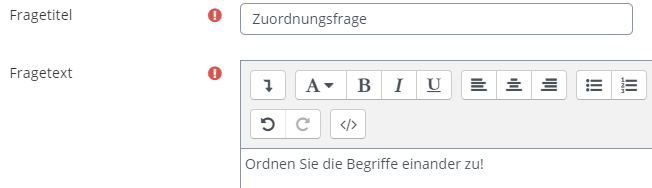 Fragetitel
Zuordnungsfrage
Fragetext
A B I U
Ordnen Sie die Begriffe einander zu!